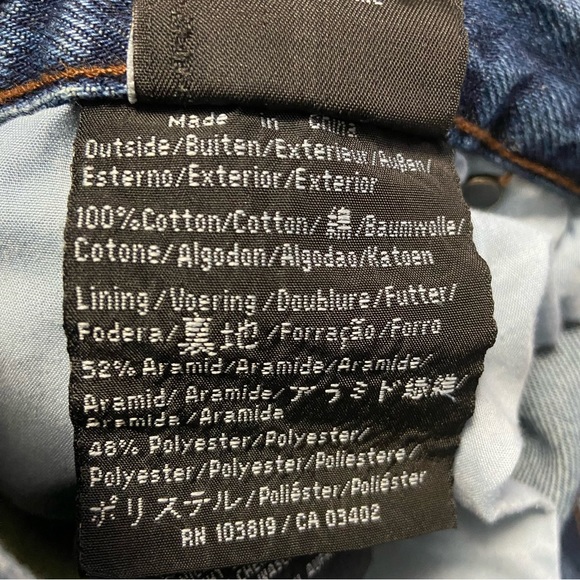 Made in China
Outside/Buiten/Exterieur/Außen/
Esterno/Exterior/Exterior
100%Cotton/Cotton/綿/Baumwolle/
Cotone/Algodon/Algodao/Katoen
Lining/Voering/Doublure/Futter/
Fodera/裏地/Forração/Forro
52% Aramid/Aramide/Aramide/
Aramid/Aramide/アラミド繊維/
Aramida/Aramida
48% Polyester/Polyester/
Polyester/Polyester/Poliestere/
ポリステル/Poliéster/Poliéster
RN 103819/CA 03402